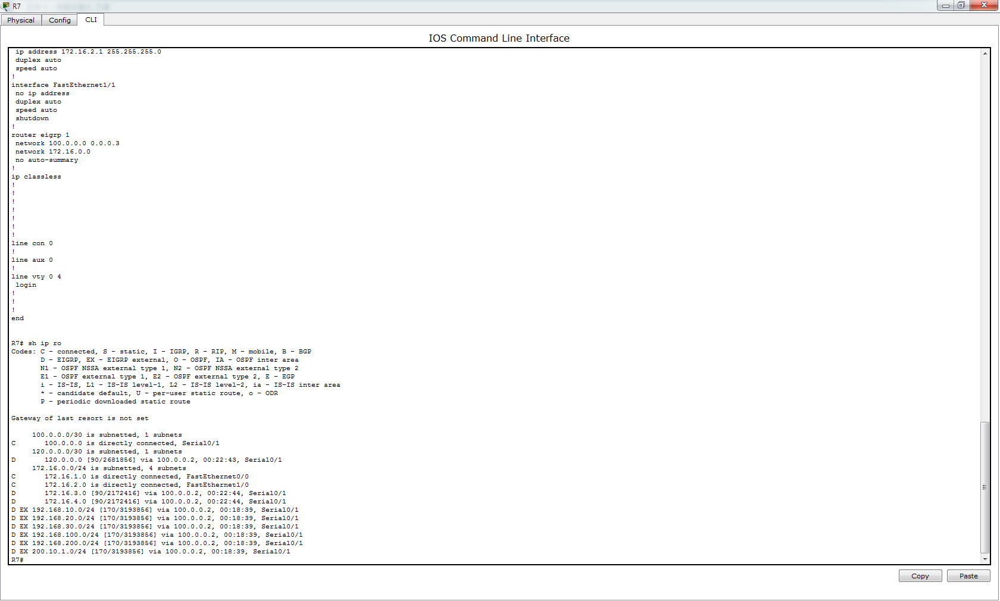 R7
Physical Config CLI
IOS Command Line Interface
ip address 172.16.2.1 255.255.255.0
duplex auto
speed auto
!
interface FastEthernet1/1
no ip address
duplex auto
speed auto
shutdown
!
router eigrp 1
network 100.0.0.0 0.0.0.3
network 172.16.0.0
no auto-summary
!
ip classless
!
!
!
!
!
!
!
line con 0
!
line aux 0
!
line vty 0 4
login
!
!
!
end
R7# sh ip ro
Codes: C - connected, S - static, I - IGRP, R - RIP, M - mobile, B - BGP
D - EIGRP, EX - EIGRP external, O - OSPF, IA - OSPF inter area
N1 - OSPF NSSA external type 1, N2 - OSPF NSSA external type 2
E1 - OSPF external type 1, E2 - OSPF external type 2, E - EGP
i - IS-IS, L1 - IS-IS level-1, L2 - IS-IS level-2, ia - IS-IS inter area
* - candidate default, U - per-user static route, o - ODR
P - periodic downloaded static route
Gateway of last resort is not set
100.0.0.0/30 is subnetted, 1 subnets
C 100.0.0.0 is directly connected, Serial0/1
120.0.0.0/30 is subnetted, 1 subnets
D 120.0.0.0 [90/2681856] via 100.0.0.2, 00:22:43, Serial0/1
172.16.0.0/24 is subnetted, 4 subnets
C 172.16.1.0 is directly connected, FastEthernet0/0
C 172.16.2.0 is directly connected, FastEthernet1/0
D 172.16.3.0 [90/2172416] via 100.0.0.2, 00:22:44, Serial0/1
D 172.16.4.0 [90/2172416] via 100.0.0.2, 00:22:44, Serial0/1
D EX 192.168.10.0/24 [170/3193856] via 100.0.0.2, 00:18:39, Serial0/1
D EX 192.168.20.0/24 [170/3193856] via 100.0.0.2, 00:18:39, Serial0/1
D EX 192.168.30.0/24 [170/3193856] via 100.0.0.2, 00:18:39, Serial0/1
D EX 192.168.100.0/24 [170/3193856] via 100.0.0.2, 00:18:39, Serial0/1
D EX 192.168.200.0/24 [170/3193856] via 100.0.0.2, 00:18:39, Serial0/1
D EX 200.10.1.0/24 [170/3193856] via 100.0.0.2, 00:18:39, Serial0/1
R7#
Copy Paste